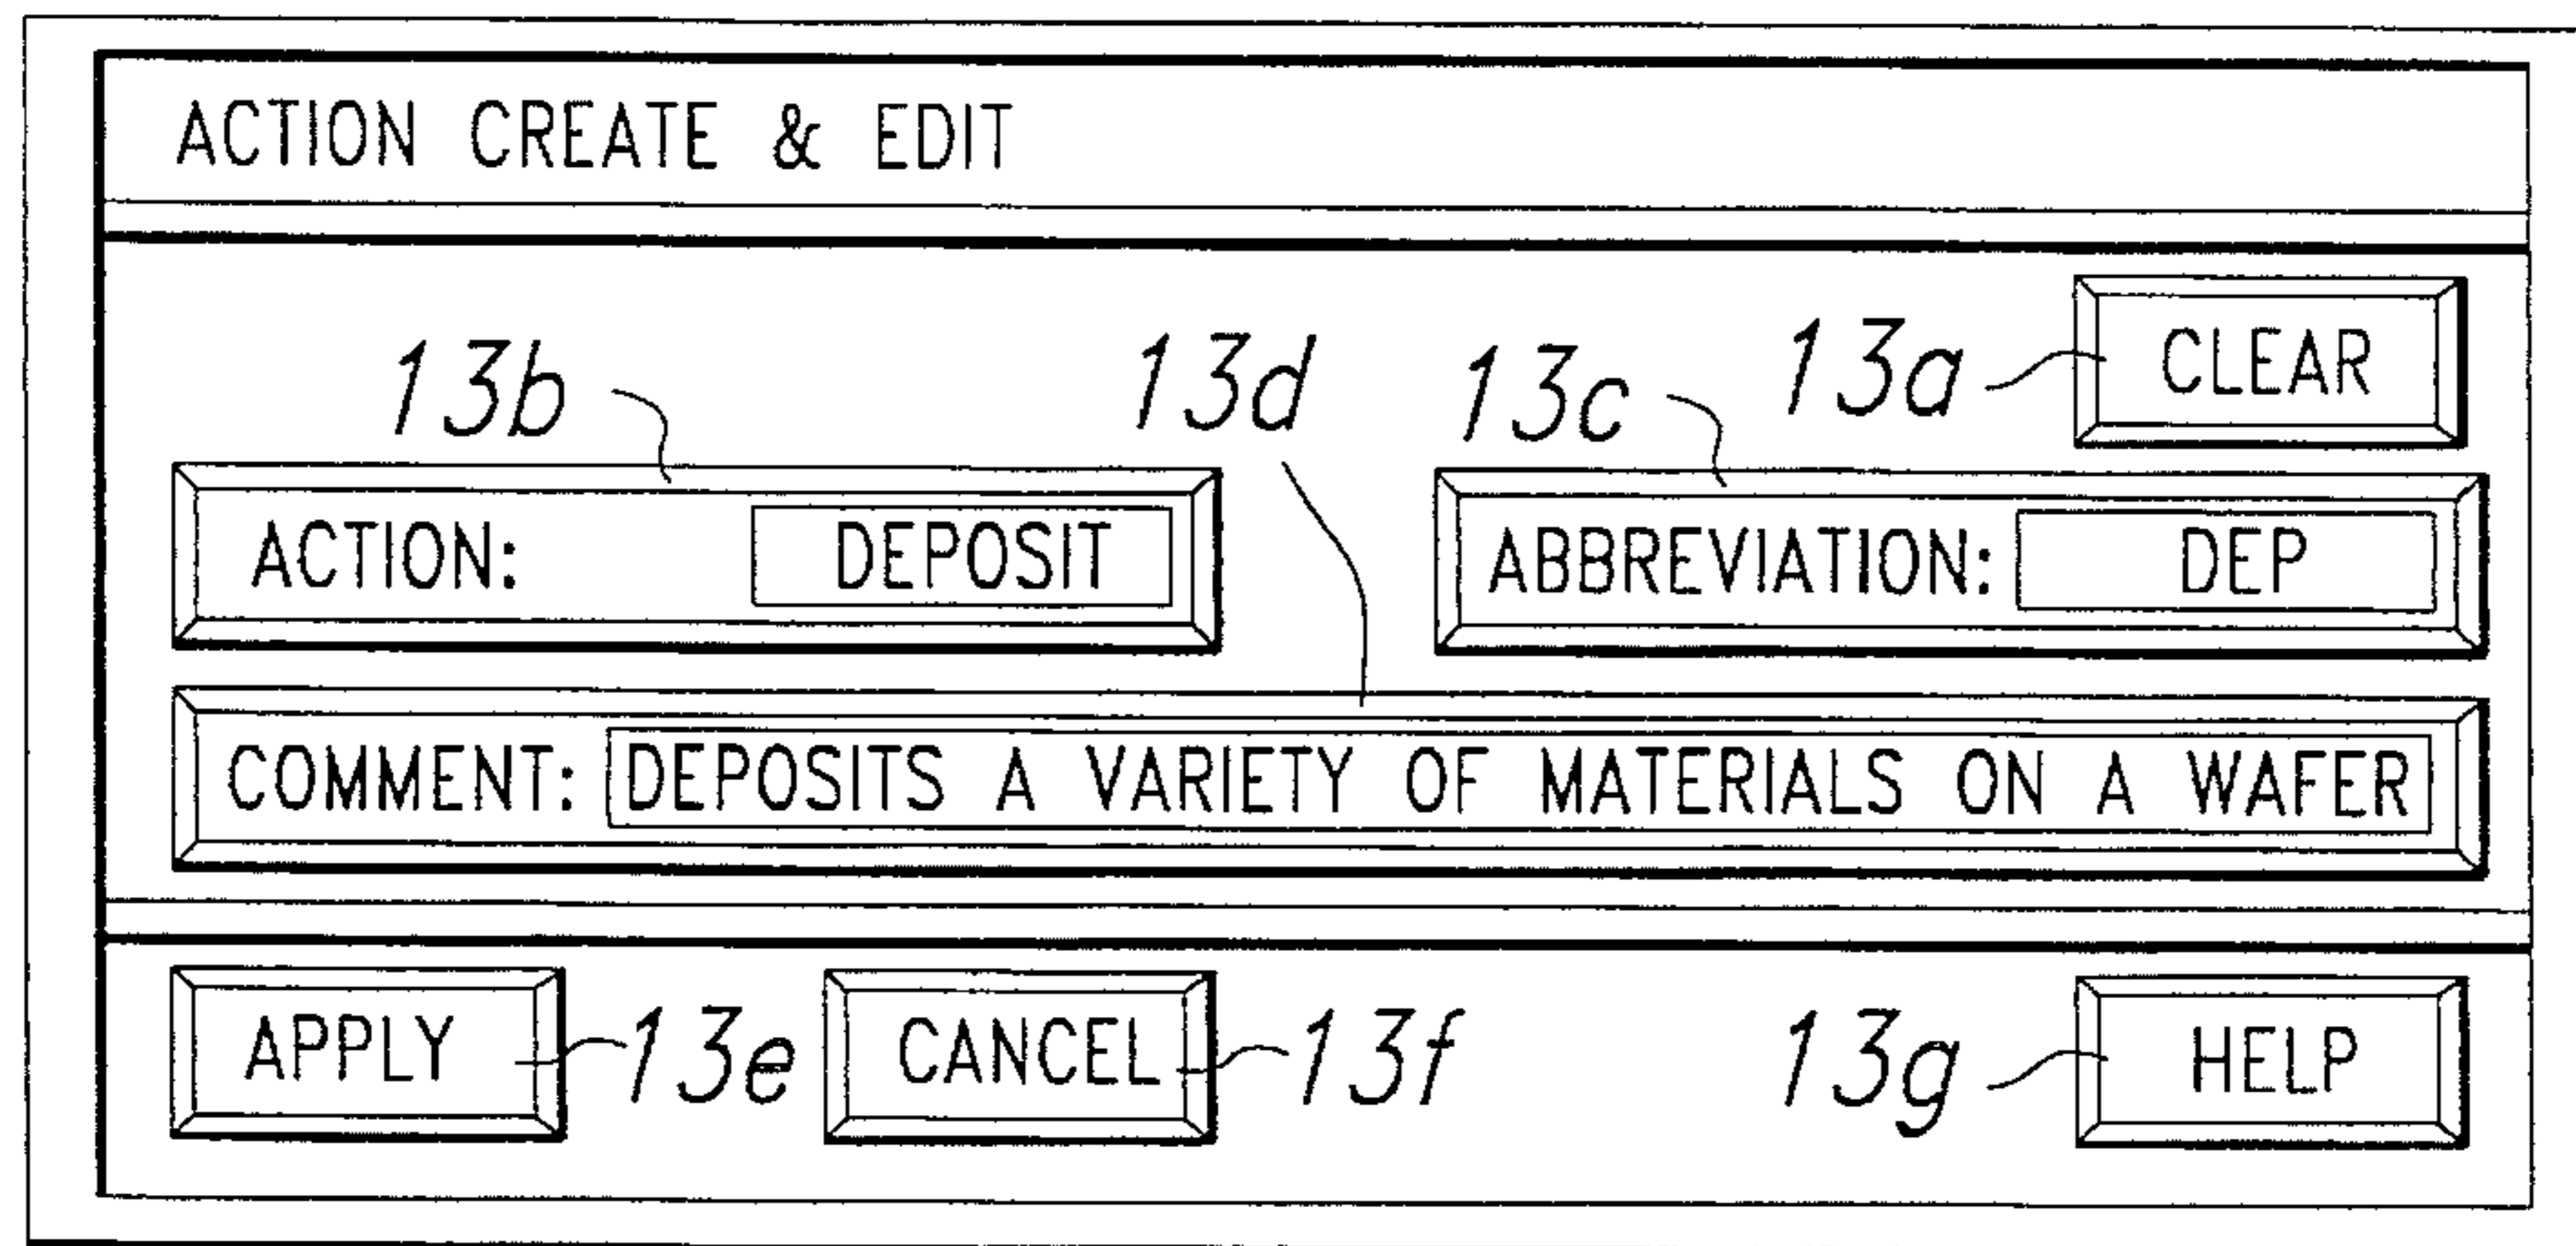 ACTION CREATE & EDIT
13b 13d 13c 13a CLEAR
ACTION: DEPOSIT ABBREVIATION: DEP
COMMENT: DEPOSITS A VARIETY OF MATERIALS ON A WAFER
APPLY 13e CANCEL 13f 13g HELP